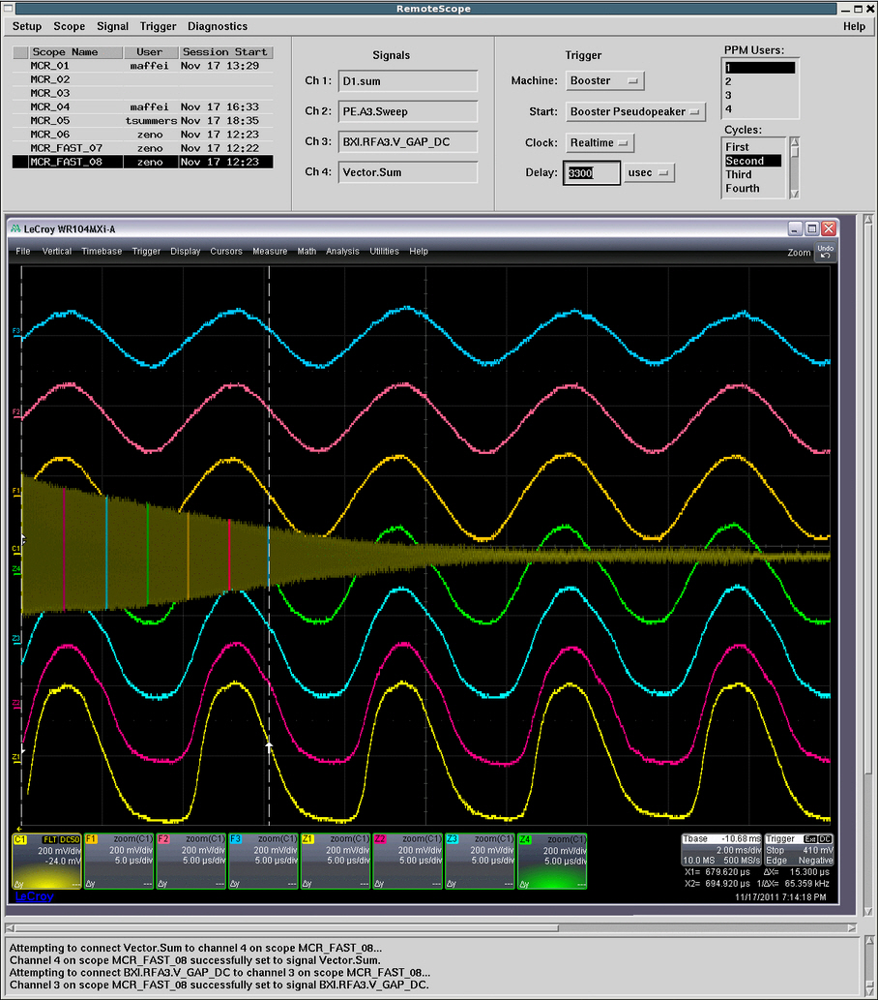 RemoteScope
Setup Scope Signal Trigger Diagnostics Help
Scope Name User Session Start
MCR_01 maffei Nov 17 13:29
MCR_02
MCR_03
MCR_04 maffei Nov 17 16:33
MCR_05 tsummers Nov 17 18:35
MCR_06 zeno Nov 17 12:23
MCR_FAST_07 zeno Nov 17 12:22
MCR_FAST_08 zeno Nov 17 12:23
Signals
Ch 1: D1.sum
Ch 2: PE.A3.Sweep
Ch 3: BXI.RFA3.V_GAP_DC
Ch 4: Vector.Sum
Trigger
Machine: Booster
Start: Booster Pseudopeaker
Clock: Realtime
Delay: 3300 usec
PPM Users:
1
2
3
4
Cycles:
First
Second
Third
Fourth
LeCroy WR104MXi-A
File Vertical Timebase Trigger Display Cursors Measure Math Analysis Utilities Help Zoom Undo
F3
F2
F1
C1
Z4
Z3
Z2
Z1
C1 FLT DC50
200 mV/div
-24.0 mV
Δy ---
F1 zoom(C1)
200 mV/div
5.00 µs/div
Δy ---
F2 zoom(C1)
200 mV/div
5.00 µs/div
Δy ---
F3 zoom(C1)
200 mV/div
5.00 µs/div
Δy ---
Z1 zoom(C1)
200 mV/div
5.00 µs/div
Δy ---
Z2 zoom(C1)
200 mV/div
5.00 µs/div
Δy ---
Z3 zoom(C1)
200 mV/div
5.00 µs/div
Δy ---
Z4 zoom(C1)
200 mV/div
5.00 µs/div
Δy ---
Tbase -10.68 ms
2.00 ms/div
10.0 MS 500 MS/s
Trigger Ext DC
Stop 410 mV
Edge Negative
X1= 679.620 µs ΔX= 15.300 µs
X2= 694.920 µs 1/ΔX= 65.359 kHz
LeCroy
11/17/2011 7:14:18 PM
Attempting to connect Vector.Sum to channel 4 on scope MCR_FAST_08...
Channel 4 on scope MCR_FAST_08 successfully set to signal Vector.Sum.
Attempting to connect BXI.RFA3.V_GAP_DC to channel 3 on scope MCR_FAST_08...
Channel 3 on scope MCR_FAST_08 successfully set to signal BXI.RFA3.V_GAP_DC.